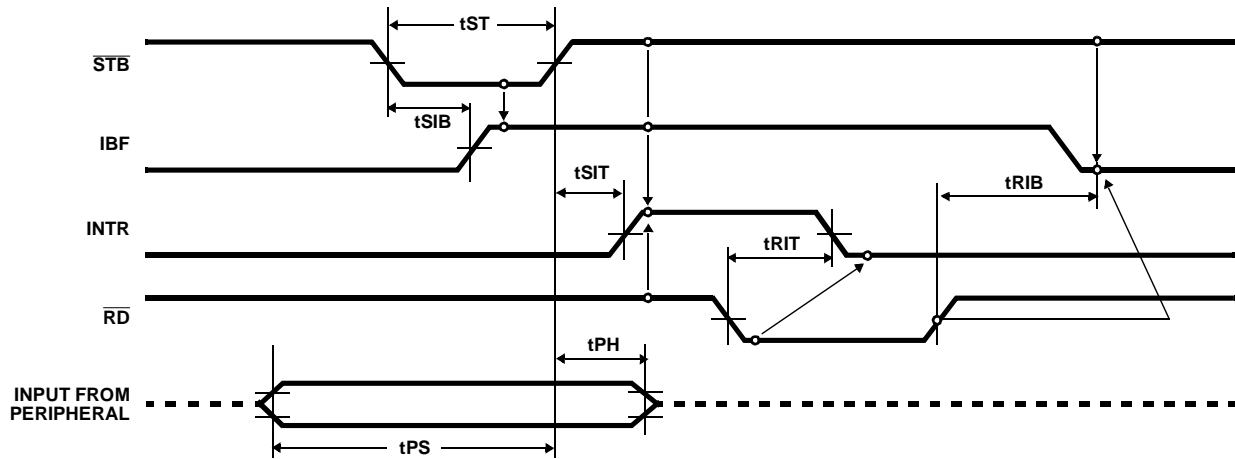 tST
STB
tSIB
IBF
tSIT
tRIB
INTR
tRIT
RD
tPH
INPUT FROM
PERIPHERAL
tPS